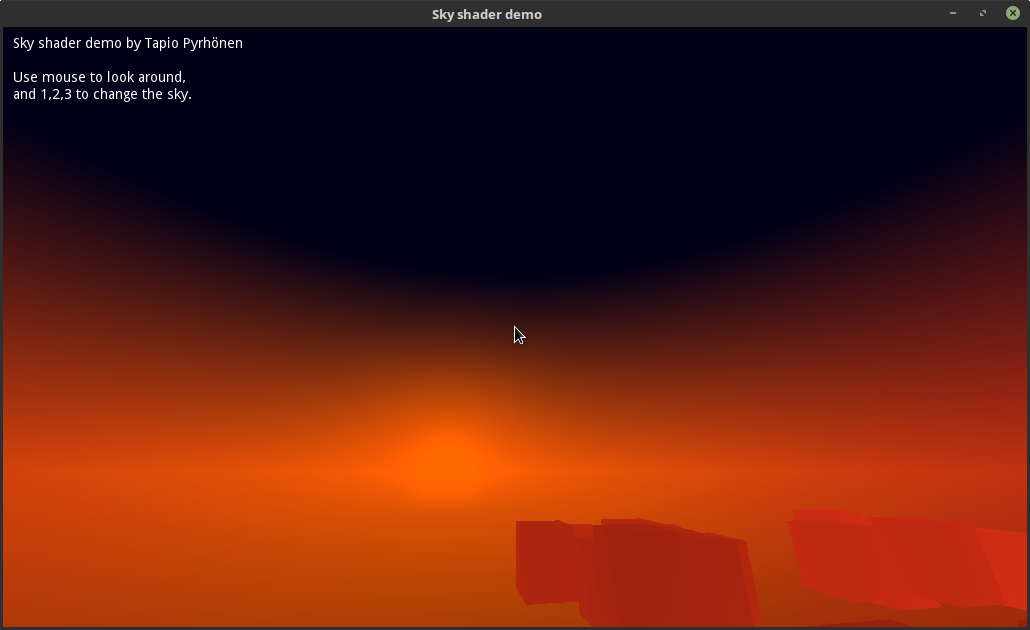 Sky shader demo
Sky shader demo by Tapio Pyrhönen
Use mouse to look around,
and 1,2,3 to change the sky.